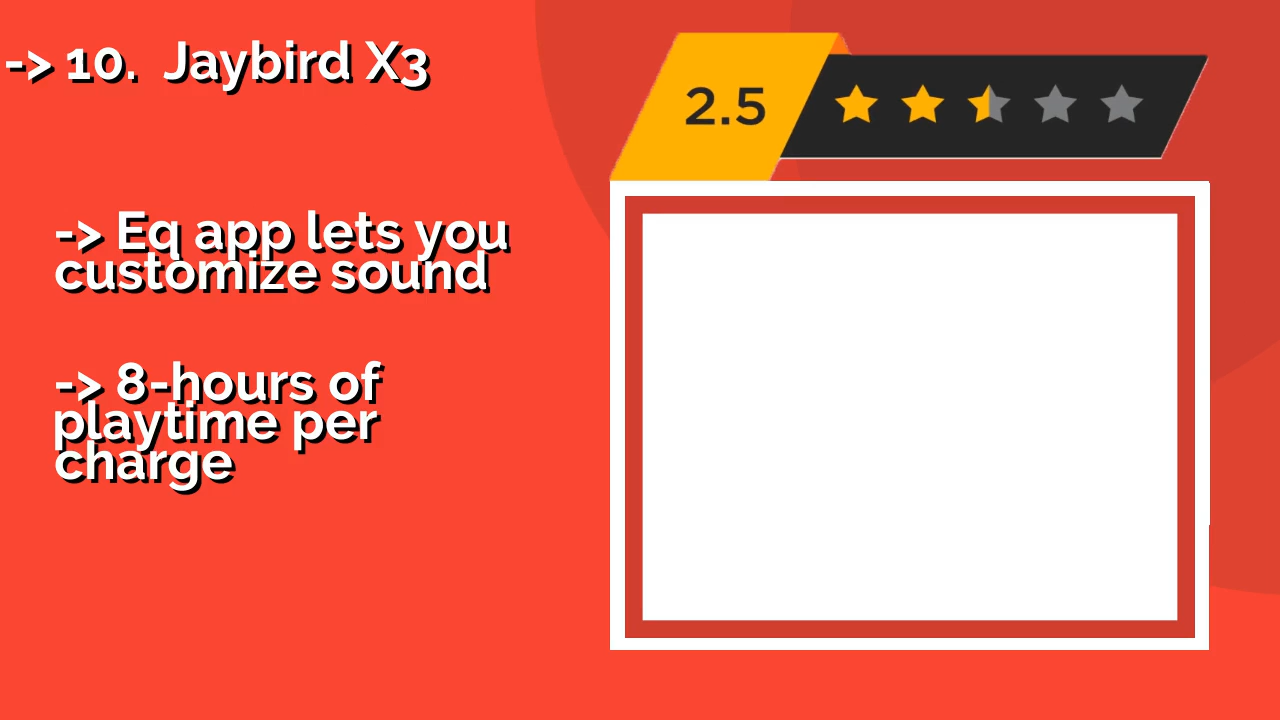 -> 10.  Jaybird X3
2.5
-> Eq app lets you
customize sound
-> 8-hours of
playtime per
charge